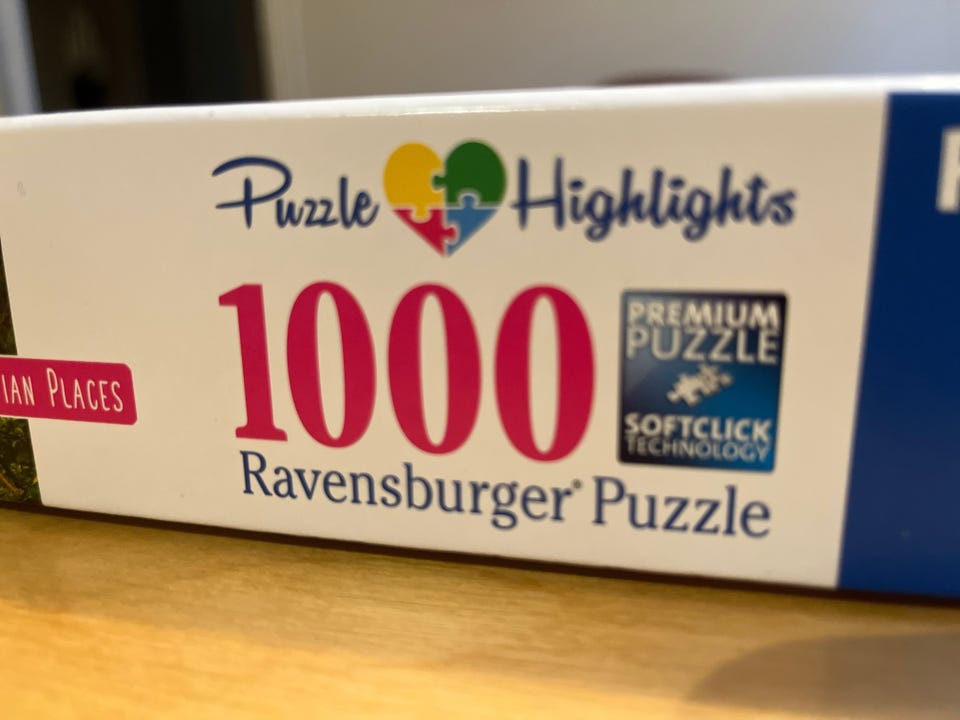 Puzzle Highlights
1000
PREMIUM
PUZZLE
SOFTCLICK
TECHNOLOGY
IAN PLACES
Ravensburger® Puzzle